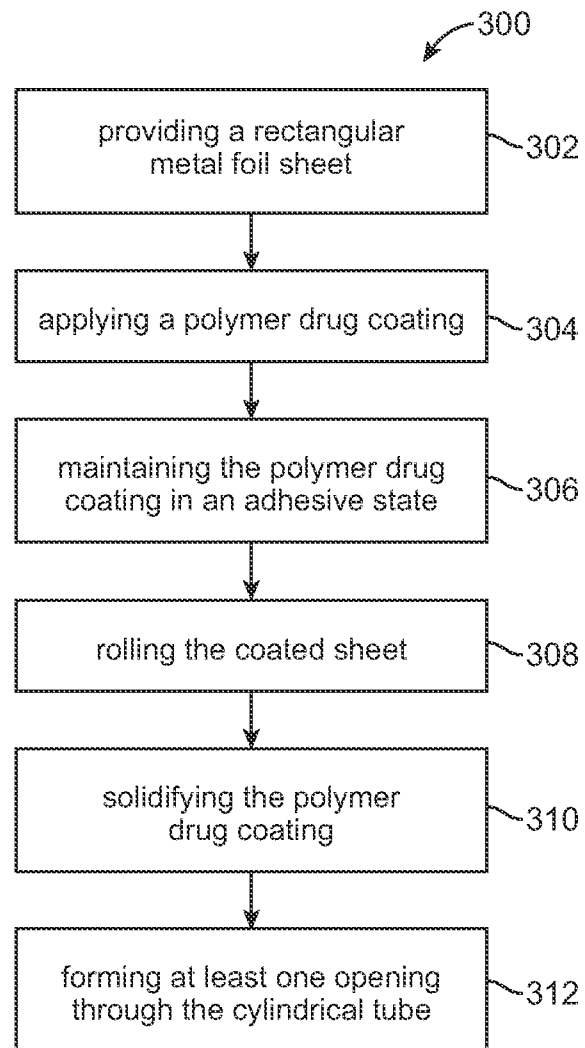 300
providing a rectangular
metal foil sheet
302
applying a polymer drug coating
304
maintaining the polymer drug
coating in an adhesive state
306
rolling the coated sheet
308
solidifying the polymer
drug coating
310
forming at least one opening
through the cylindrical tube
312